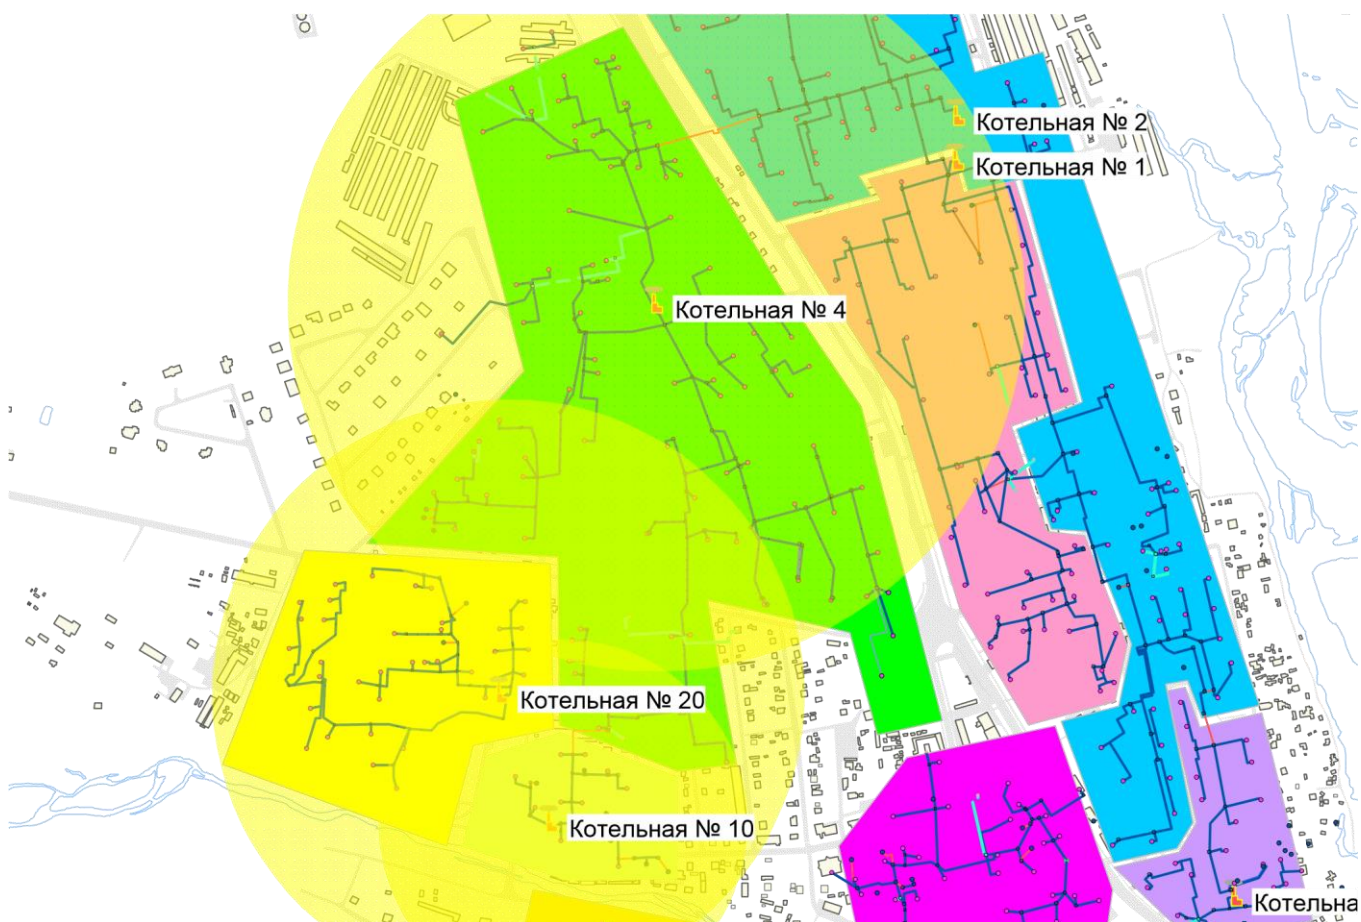 Котельная № 2
Котельная № 1
Котельная № 4
Котельная № 20
Котельная № 10
Котельна